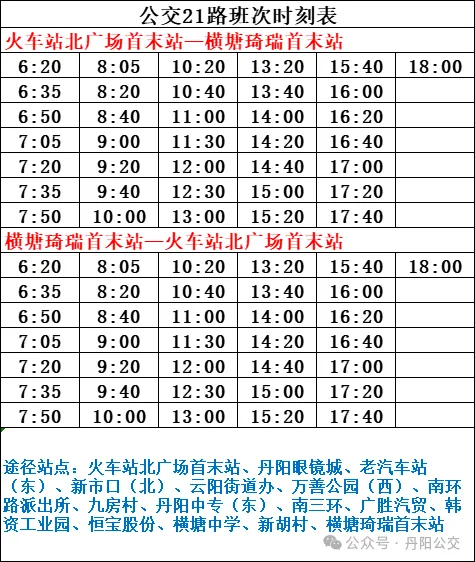 公交21路班次时刻表
火车站北广场首末站—横塘琦瑞首末站
6:20 8:05 10:20 13:20 15:40 18:00
6:35 8:20 10:40 13:40 16:00
6:50 8:40 11:00 14:00 16:20
7:05 9:00 11:30 14:20 16:40
7:20 9:20 12:00 14:40 17:00
7:35 9:40 12:30 15:00 17:20
7:50 10:00 13:00 15:20 17:40
横塘琦瑞首末站—火车站北广场首末站
6:20 8:05 10:20 13:20 15:40 18:00
6:35 8:20 10:40 13:40 16:00
6:50 8:40 11:00 14:00 16:20
7:05 9:00 11:30 14:20 16:40
7:20 9:20 12:00 14:40 17:00
7:35 9:40 12:30 15:00 17:20
7:50 10:00 13:00 15:20 17:40
途径站点：火车站北广场首末站、丹阳眼镜城、老汽车站
（东）、新市口（北）、云阳街道办、万善公园（西）、南环
路派出所、九房村、丹阳中专（东）、南三环、广胜汽贸、韩
资工业园、恒宝股份、横塘中学、新胡村、横塘琦瑞首末站
公众号·丹阳公交